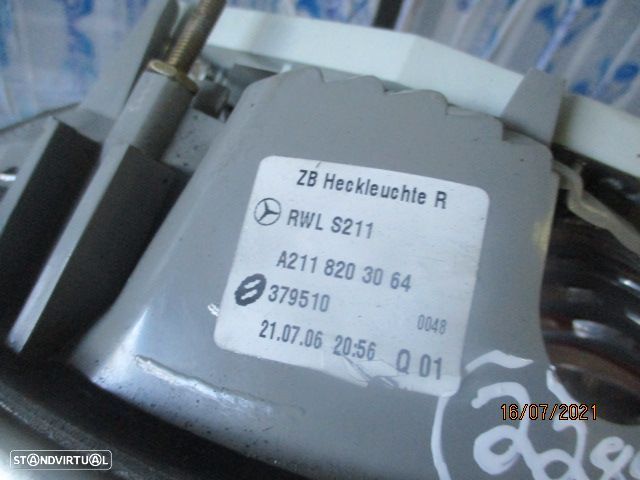 ZB Heckleuchte R
RWL S211
A211 820 30 64
379510
0048
21.07.06 20:56 Q 01
16/07/2021
STANDVIRTUAL